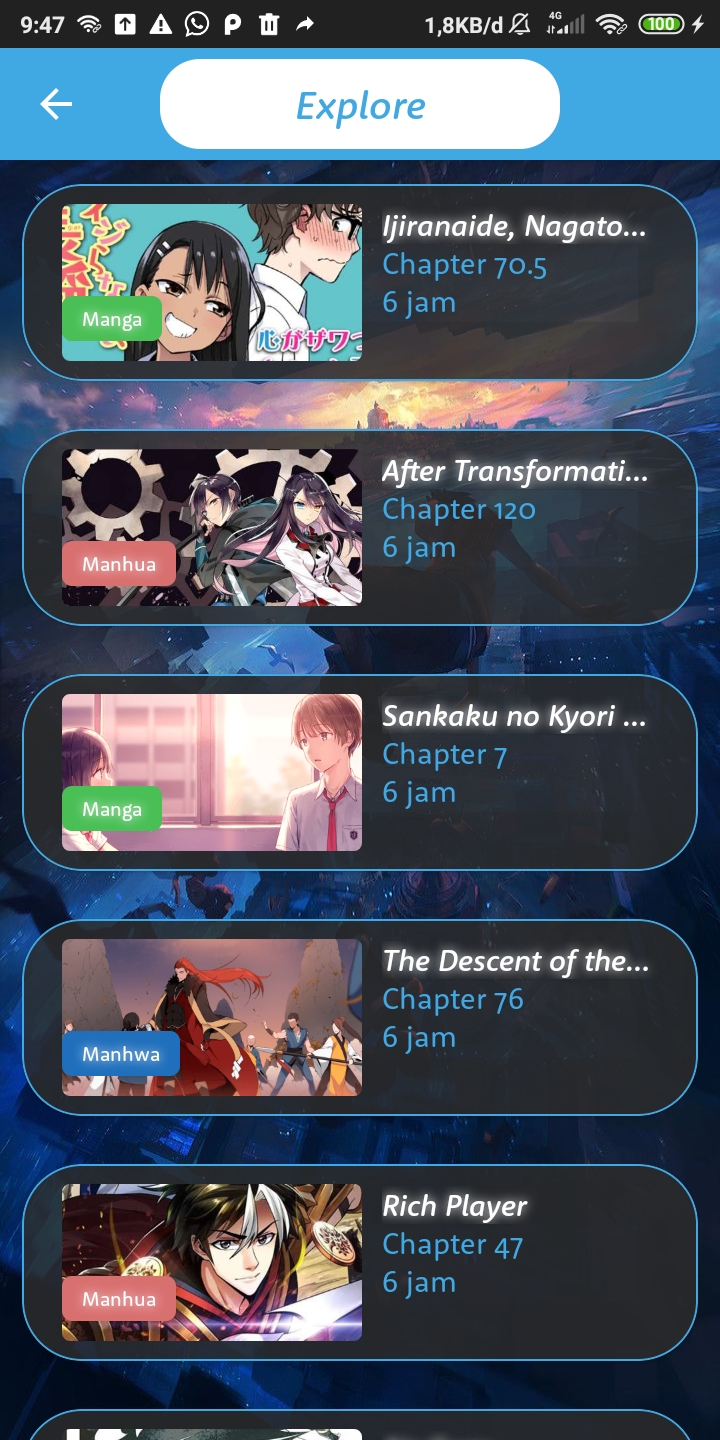 9:47
1,8KB/d
4G
100
Explore
Ijiranaide, Nagato...
Chapter 70.5
6 jam
Manga
After Transformati...
Chapter 120
6 jam
Manhua
Sankaku no Kyori ...
Chapter 7
6 jam
Manga
The Descent of the...
Chapter 76
6 jam
Manhwa
Rich Player
Chapter 47
6 jam
Manhua